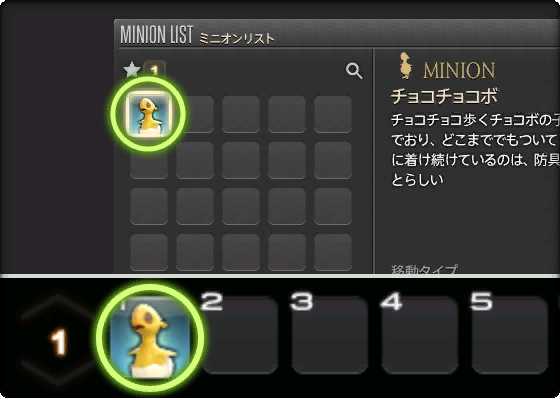 MINION LIST ミニオンリスト
1
MINION
チョコチョコボ
チョコチョコ歩くチョコボの子
であり、どこまででもついて
に着け続けているのは、防具
とらしい
移動タイプ
1 2 3 4 5